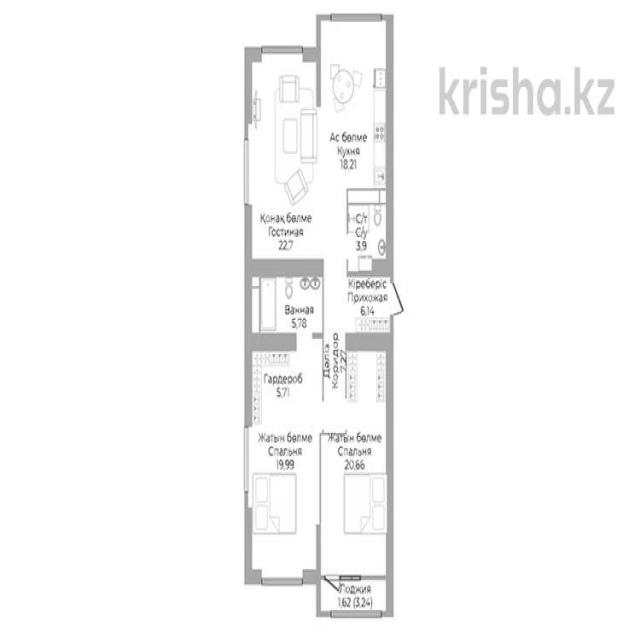 krisha.kz
Ас бөлме
Кухня
18.21
Қонақ бөлме
Гостиная
22.7
С/т
С/у
3.9
Кіреберіс
Прихожая
6.14
Ванная
5.78
Дәліз
Коридор
7.27
Гардероб
5.71
Жатын бөлме
Спальня
19.99
Жатын бөлме
Спальня
20.66
Лоджия
1.62 (3.24)